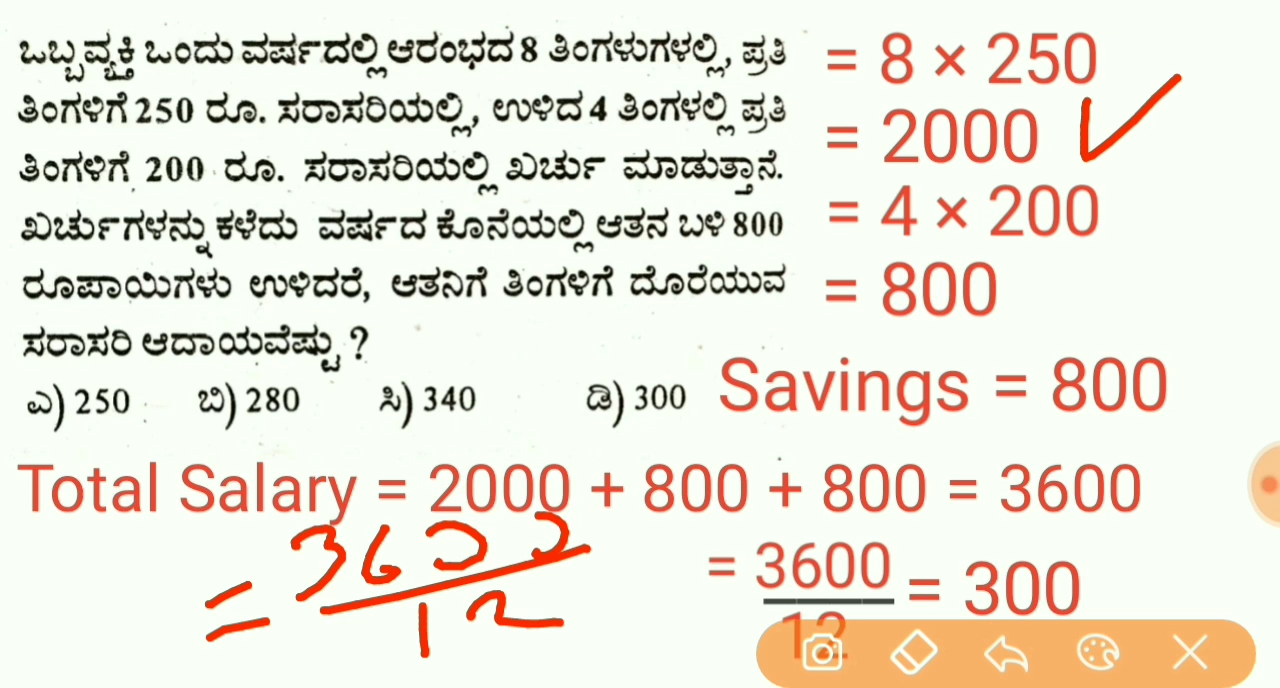 ಒಬ್ಬವ್ಯಕ್ತಿ ಒಂದು ವರ್ಷದಲ್ಲಿ ಆರಂಭದ 8 ತಿಂಗಳುಗಳಲ್ಲಿ, ಪ್ರತಿ
ತಿಂಗಳಿಗೆ 250 ರೂ. ಸರಾಸರಿಯಲ್ಲಿ, ಉಳಿದ 4 ತಿಂಗಳಲ್ಲಿ ಪ್ರತಿ
ತಿಂಗಳಿಗೆ 200 ರೂ. ಸರಾಸರಿಯಲ್ಲಿ ಖರ್ಚು ಮಾಡುತ್ತಾನೆ.
ಖರ್ಚುಗಳನ್ನು ಕಳೆದು ವರ್ಷದ ಕೊನೆಯಲ್ಲಿ ಆತನ ಬಳಿ 800
ರೂಪಾಯಿಗಳು ಉಳಿದರೆ, ಆತನಿಗೆ ತಿಂಗಳಿಗೆ ದೊರೆಯುವ
ಸರಾಸರಿ ಆದಾಯವೆಷ್ಟು ?
ಎ) 250 ಬಿ) 280 ಸಿ) 340 ಡಿ) 300
= 8 × 250
= 2000
= 4 × 200
= 800
Savings = 800
Total Salary = 2000 + 800 + 800 = 3600
= 3600
12
= 3600 = 300
12